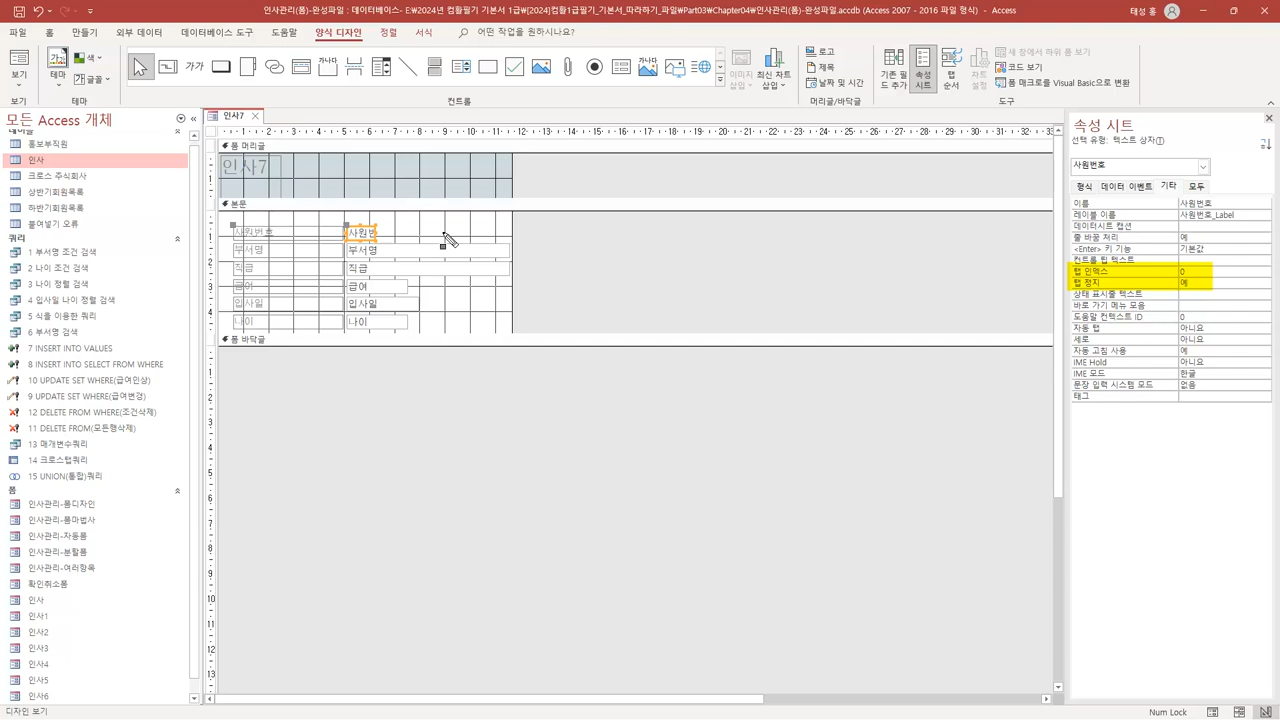 인사관리(폼)-완성파일 : 데이터베이스- E:₩2024년 컴활 기본서 1급₩[2024]컴활1급필기_기본서_따라하기_파일₩Part03₩Chapter04₩인사관리(폼)-완성파일.accdb (Access 2007 - 2016 파일 형식) - Access
태성 홍
파일 홈 만들기 외부 데이터 데이터베이스 도구 도움말 양식 디자인 정렬 서식 어떤 작업을 원하시나요?
보기
테마
색
글꼴
가나다
이미지 삽입
최신 차트 삽입
로고
제목
날짜 및 시간
기존 필드 추가
속성 시트
탭 순서
차트 설정
새 창에서 하위 폼 보기
코드 보기
폼 매크로를 Visual Basic으로 변환
보기 테마 컨트롤 머리글/바닥글 도구
모든 Access 개체
테이블
홍보부직원
인사
크로스 주식회사
상반기회원목록
하반기회원목록
붙여넣기 오류
쿼리
1 부서명 조건 검색
2 나이 조건 검색
3 나이 정렬 검색
4 입사일 나이 정렬 검색
5 식을 이용한 쿼리
6 부서명 검색
7 INSERT INTO VALUES
8 INSERT INTO SELECT FROM WHERE
10 UPDATE SET WHERE(급여인상)
9 UPDATE SET WHERE(급여변경)
12 DELETE FROM WHERE(조건삭제)
11 DELETE FROM(모든행삭제)
13 매개변수쿼리
14 크로스탭쿼리
15 UNION(통합)쿼리
폼
인사관리-폼디자인
인사관리-폼마법사
인사관리-자동폼
인사관리-분할폼
인사관리-여러항목
확인취소폼
인사
인사1
인사2
인사3
인사4
인사5
인사6
인사7
폼 머리글
인사7
본문
사원번호 사원번
부서명 부서명
직급 직급
급여 급여
입사일 입사일
나이 나이
폼 바닥글
속성 시트
선택 유형: 텍스트 상자(T)
사원번호
형식 데이터 이벤트 기타 모두
이름 사원번호
레이블 이름 사원번호_Label
데이터시트 캡션
줄 바꿈 처리 예
<Enter> 키 기능 기본값
컨트롤 팁 텍스트
탭 인덱스 0
탭 정지 예
상태 표시줄 텍스트
바로 가기 메뉴 모음
도움말 컨텍스트 ID 0
자동 탭 아니요
세로 아니요
자동 고침 사용 예
IME Hold 아니요
IME 모드 한글
문장 입력 시스템 모드 없음
태그
디자인 보기
Num Lock